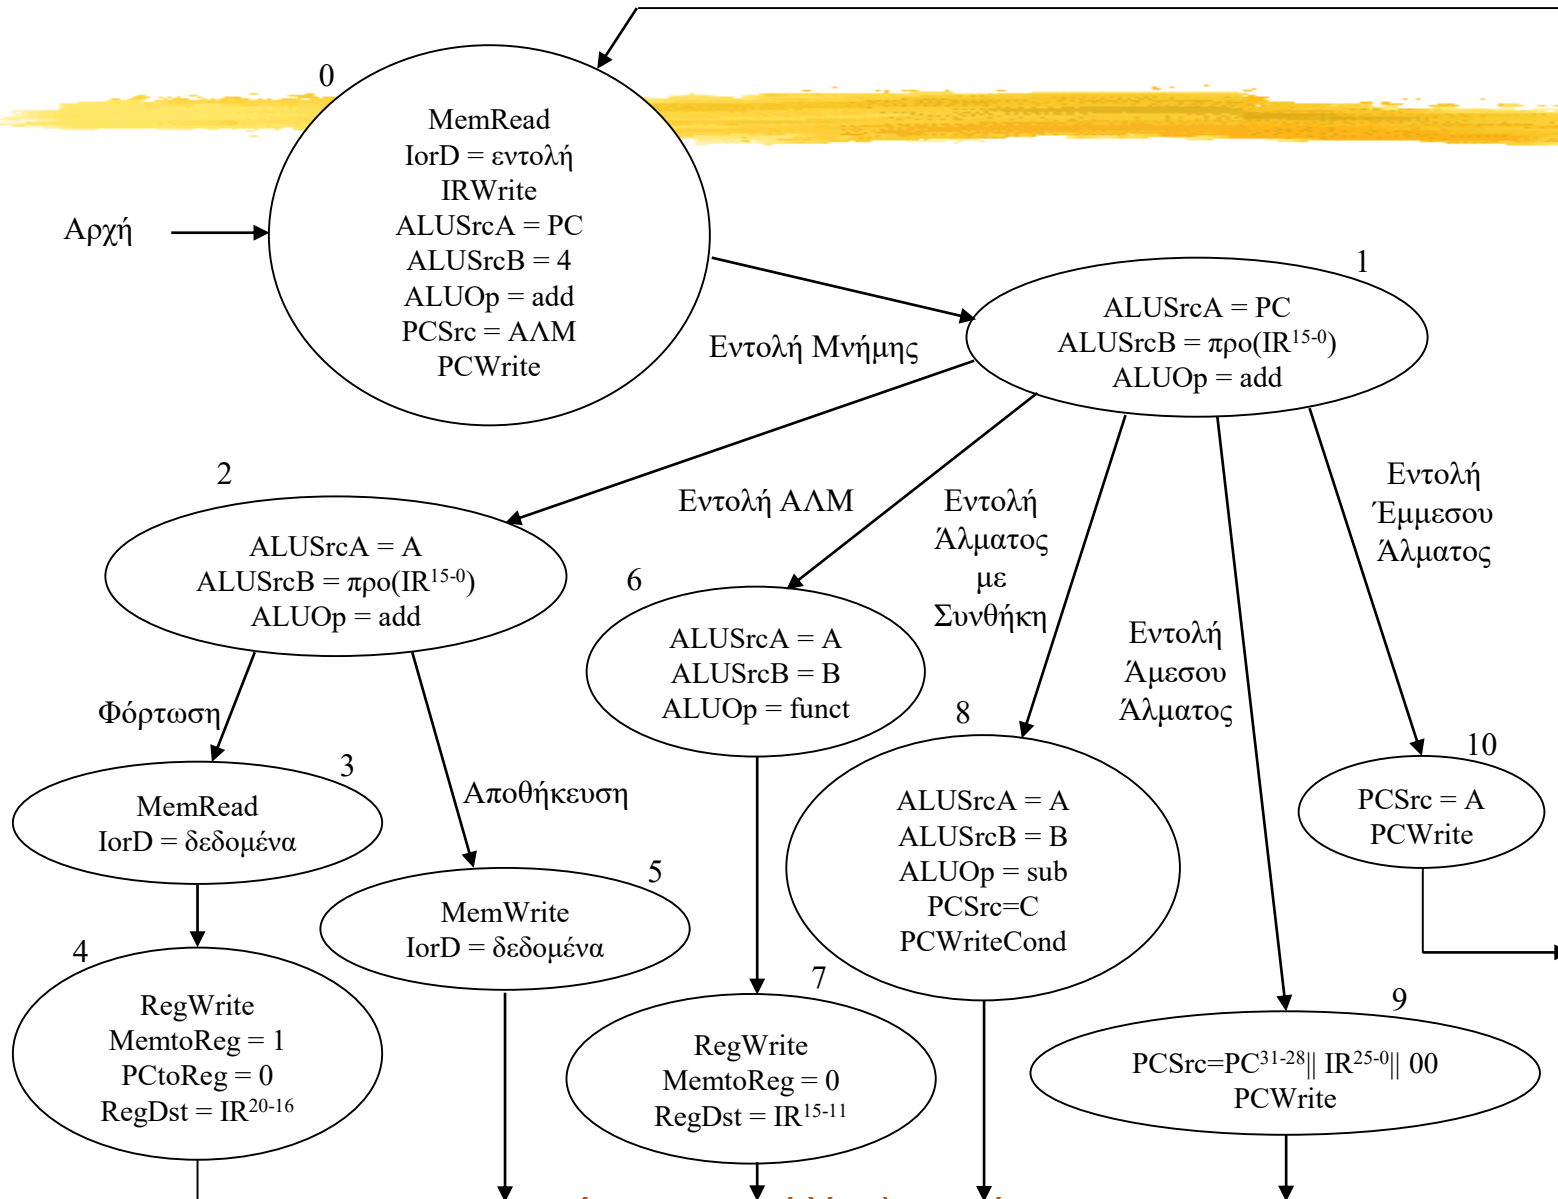 0
MemRead
IorD = εντολή
IRWrite
ALUSrcA = PC
ALUSrcB = 4
ALUOp = add
PCSrc = ΑΛΜ
PCWrite
Αρχή
1
ALUSrcA = PC
ALUSrcB = προ(IR15-0)
ALUOp = add
Εντολή Μνήμης
Εντολή ΑΛΜ
Εντολή
Άλματος
με
Συνθήκη
Εντολή
Άμεσου
Άλματος
Εντολή
Έμμεσου
Άλματος
2
ALUSrcA = A
ALUSrcB = προ(IR15-0)
ALUOp = add
Φόρτωση
Αποθήκευση
6
ALUSrcA = A
ALUSrcB = B
ALUOp = funct
8
ALUSrcA = A
ALUSrcB = B
ALUOp = sub
PCSrc=C
PCWriteCond
10
PCSrc = A
PCWrite
3
MemRead
IorD = δεδομένα
5
MemWrite
IorD = δεδομένα
4
RegWrite
MemtoReg = 1
PCtoReg = 0
RegDst = IR20-16
7
RegWrite
MemtoReg = 0
RegDst = IR15-11
9
PCSrc=PC31-28|| IR25-0|| 00
PCWrite